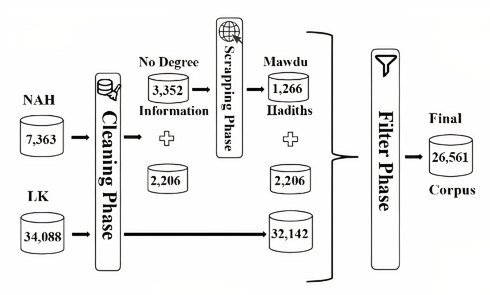 NAH
7,363
LK
34,088
Cleaning Phase
No Degree
3,352
Information
2,206
Scrapping Phase
Mawdu
1,266
Hadiths
2,206
32,142
Filter Phase
Final
26,561
Corpus